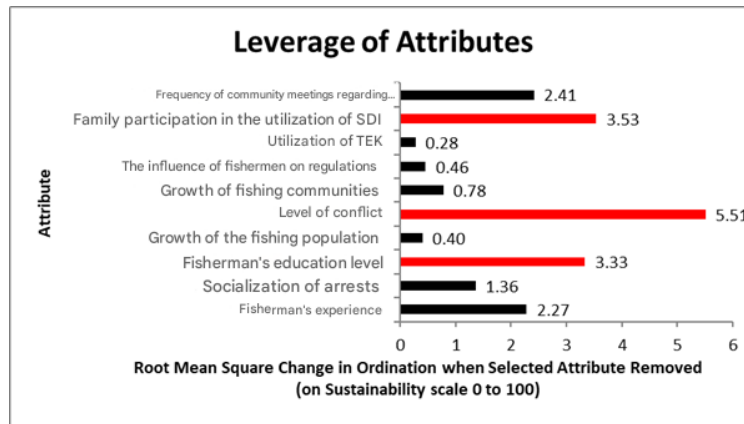 Leverage of Attributes
Frequency of community meetings regarding...
2.41
Family participation in the utilization of SDI
3.53
Utilization of TEK
0.28
The influence of fishermen on regulations
0.46
Growth of fishing communities
0.78
Level of conflict
5.51
Growth of the fishing population
0.40
Fisherman's education level
3.33
Socialization of arrests
1.36
Fisherman's experience
2.27
Attribute
0 1 2 3 4 5 6
Root Mean Square Change in Ordination when Selected Attribute Removed
(on Sustainability scale 0 to 100)